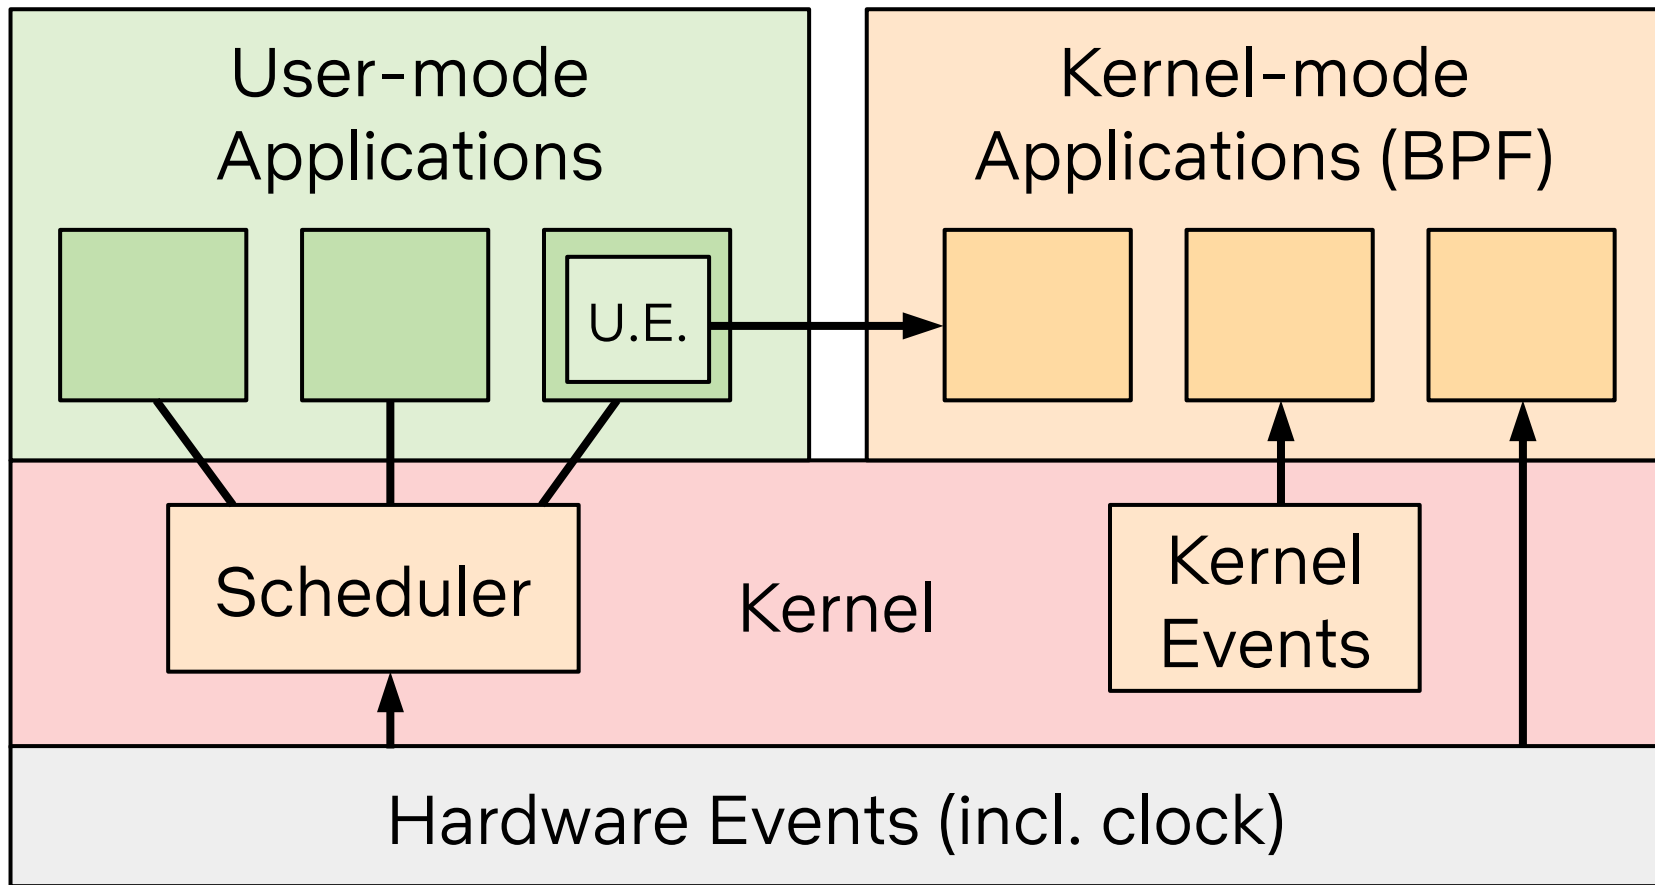 User-mode
Applications
Kernel-mode
Applications (BPF)
U.E.
Scheduler
Kernel
Kernel
Events
Hardware Events (incl. clock)